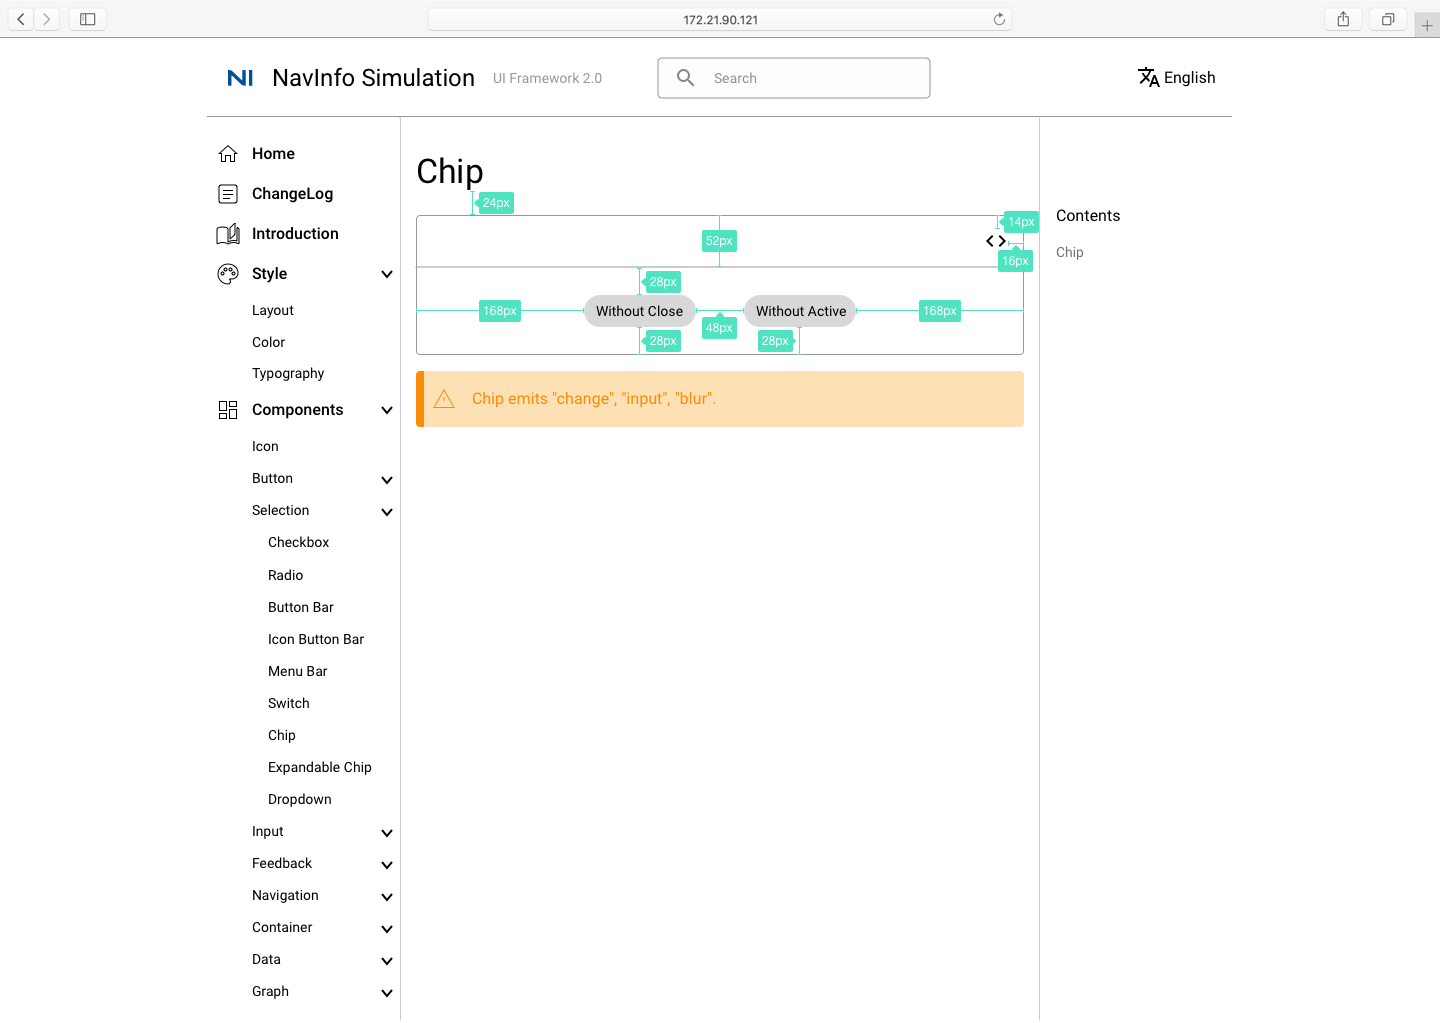 172.21.90.121
NI NavInfo Simulation UI Framework 2.0
Search
English
Home
ChangeLog
Introduction
Style
Layout
Color
Typography
Components
Icon
Button
Selection
Checkbox
Radio
Button Bar
Icon Button Bar
Menu Bar
Switch
Chip
Expandable Chip
Dropdown
Input
Feedback
Navigation
Container
Data
Graph
Chip
24px
14px
52px
16px
28px
168px
Without Close
Without Active
168px
48px
28px
28px
Chip emits "change", "input", "blur".
Contents
Chip